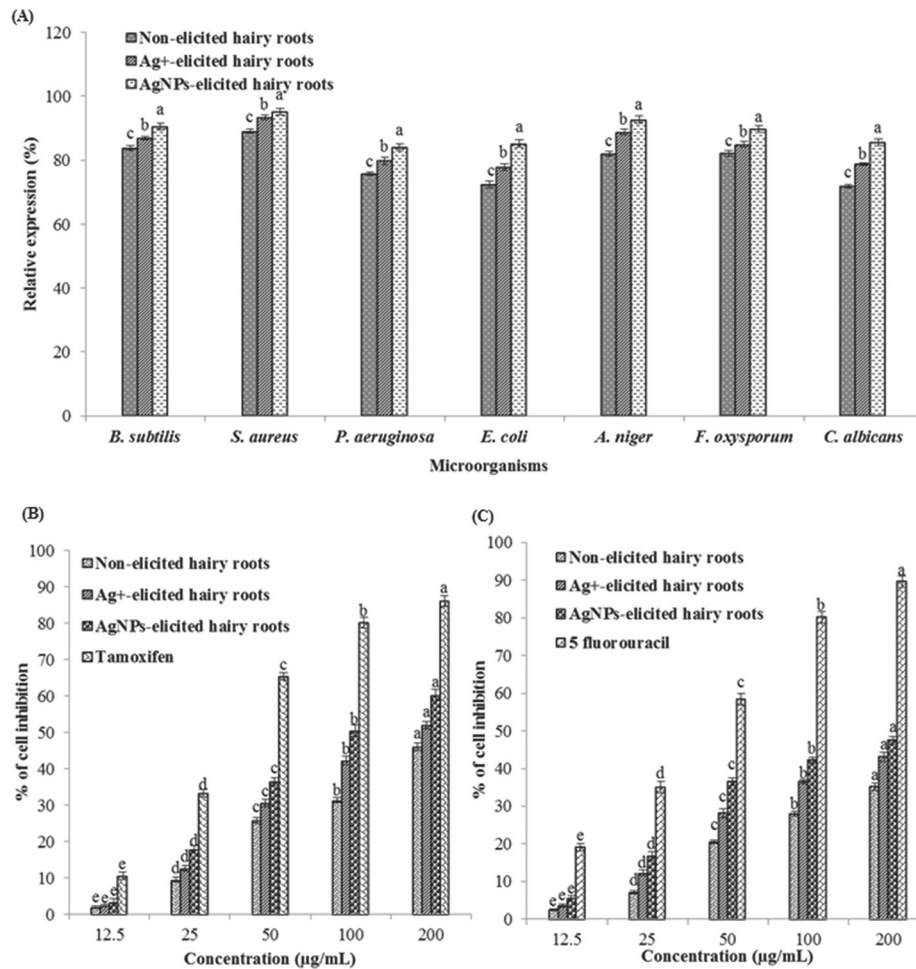 (A)
120
100
80
60
40
20
0
Relative expression (%)
Non-elicited hairy roots
Ag+-elicited hairy roots
AgNPs-elicited hairy roots
c b a
c b a
c b a
c b a
c b a
c b a
c b a
B. subtilis S. aureus P. aeruginosa E. coli A. niger F. oxysporum C. albicans
Microorganisms
(B)
100
90
80
70
60
50
40
30
20
10
0
% of cell inhibition
Non-elicited hairy roots
Ag+-elicited hairy roots
AgNPs-elicited hairy roots
Tamoxifen
e e e e
d d d d
c c c c
b b b b
a a a a
12.5 25 50 100 200
Concentration (µg/mL)
(C)
100
90
80
70
60
50
40
30
20
10
0
% of cell inhibition
Non-elicited hairy roots
Ag+-elicited hairy roots
AgNPs-elicited hairy roots
5 fluorouracil
e e e e
d d d d
c c c c
b b b b
a a a a
12.5 25 50 100 200
Concentration (µg/mL)